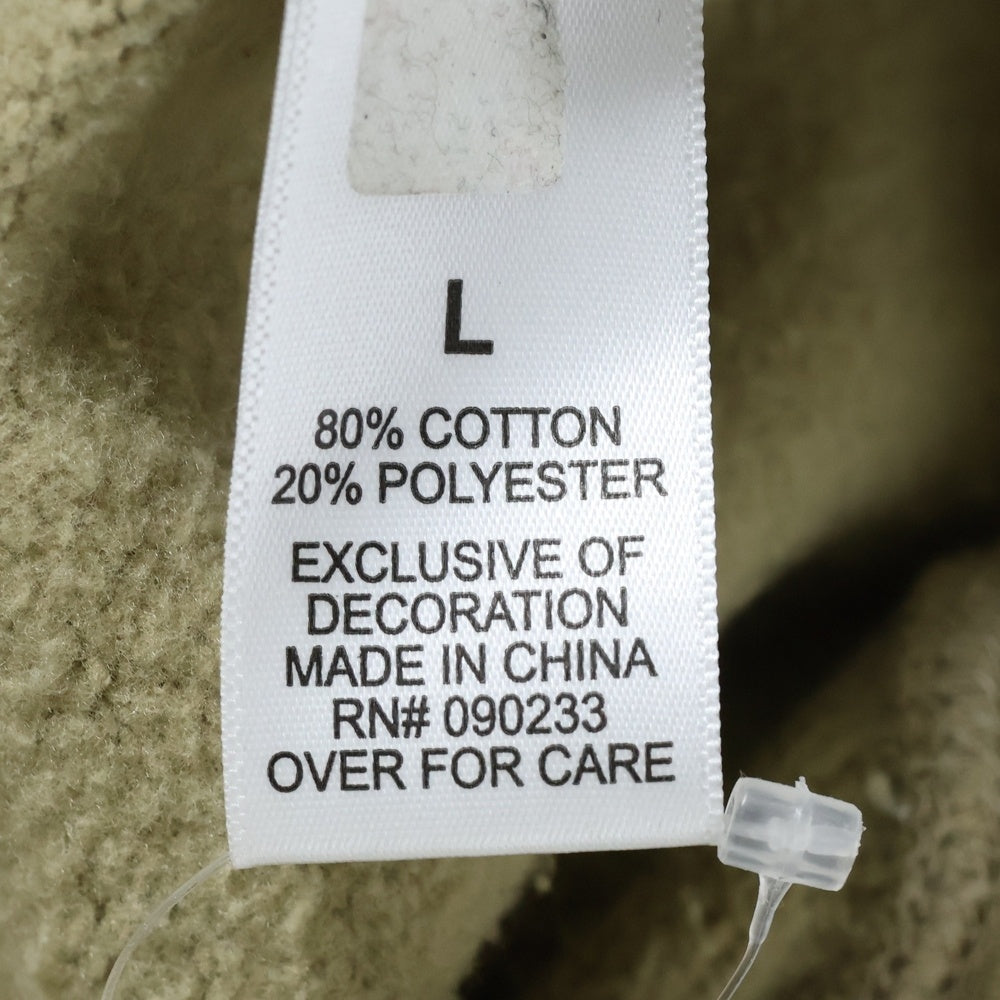 L
80% COTTON
20% POLYESTER
EXCLUSIVE OF
DECORATION
MADE IN CHINA
RN# 090233
OVER FOR CARE